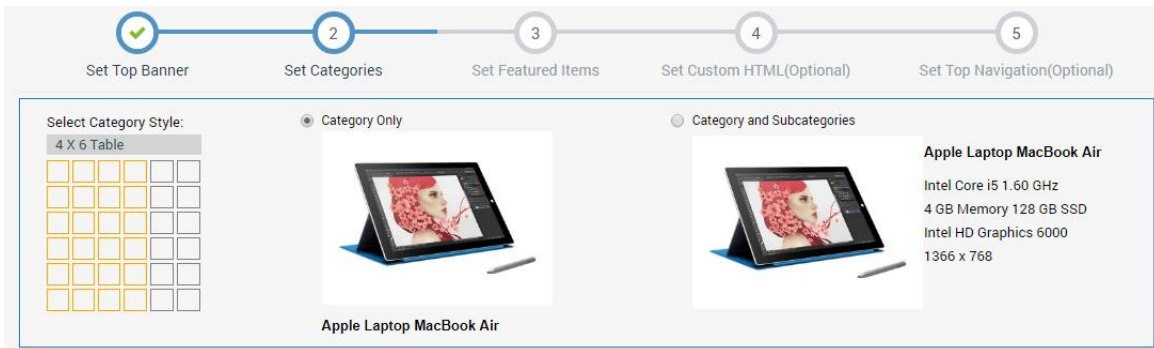 2 3 4 5
Set Top Banner Set Categories Set Featured Items Set Custom HTML(Optional) Set Top Navigation(Optional)
Select Category Style:
4 X 6 Table
Category Only
Apple Laptop MacBook Air
Category and Subcategories
Apple Laptop MacBook Air
Intel Core i5 1.60 GHz
4 GB Memory 128 GB SSD
Intel HD Graphics 6000
1366 x 768